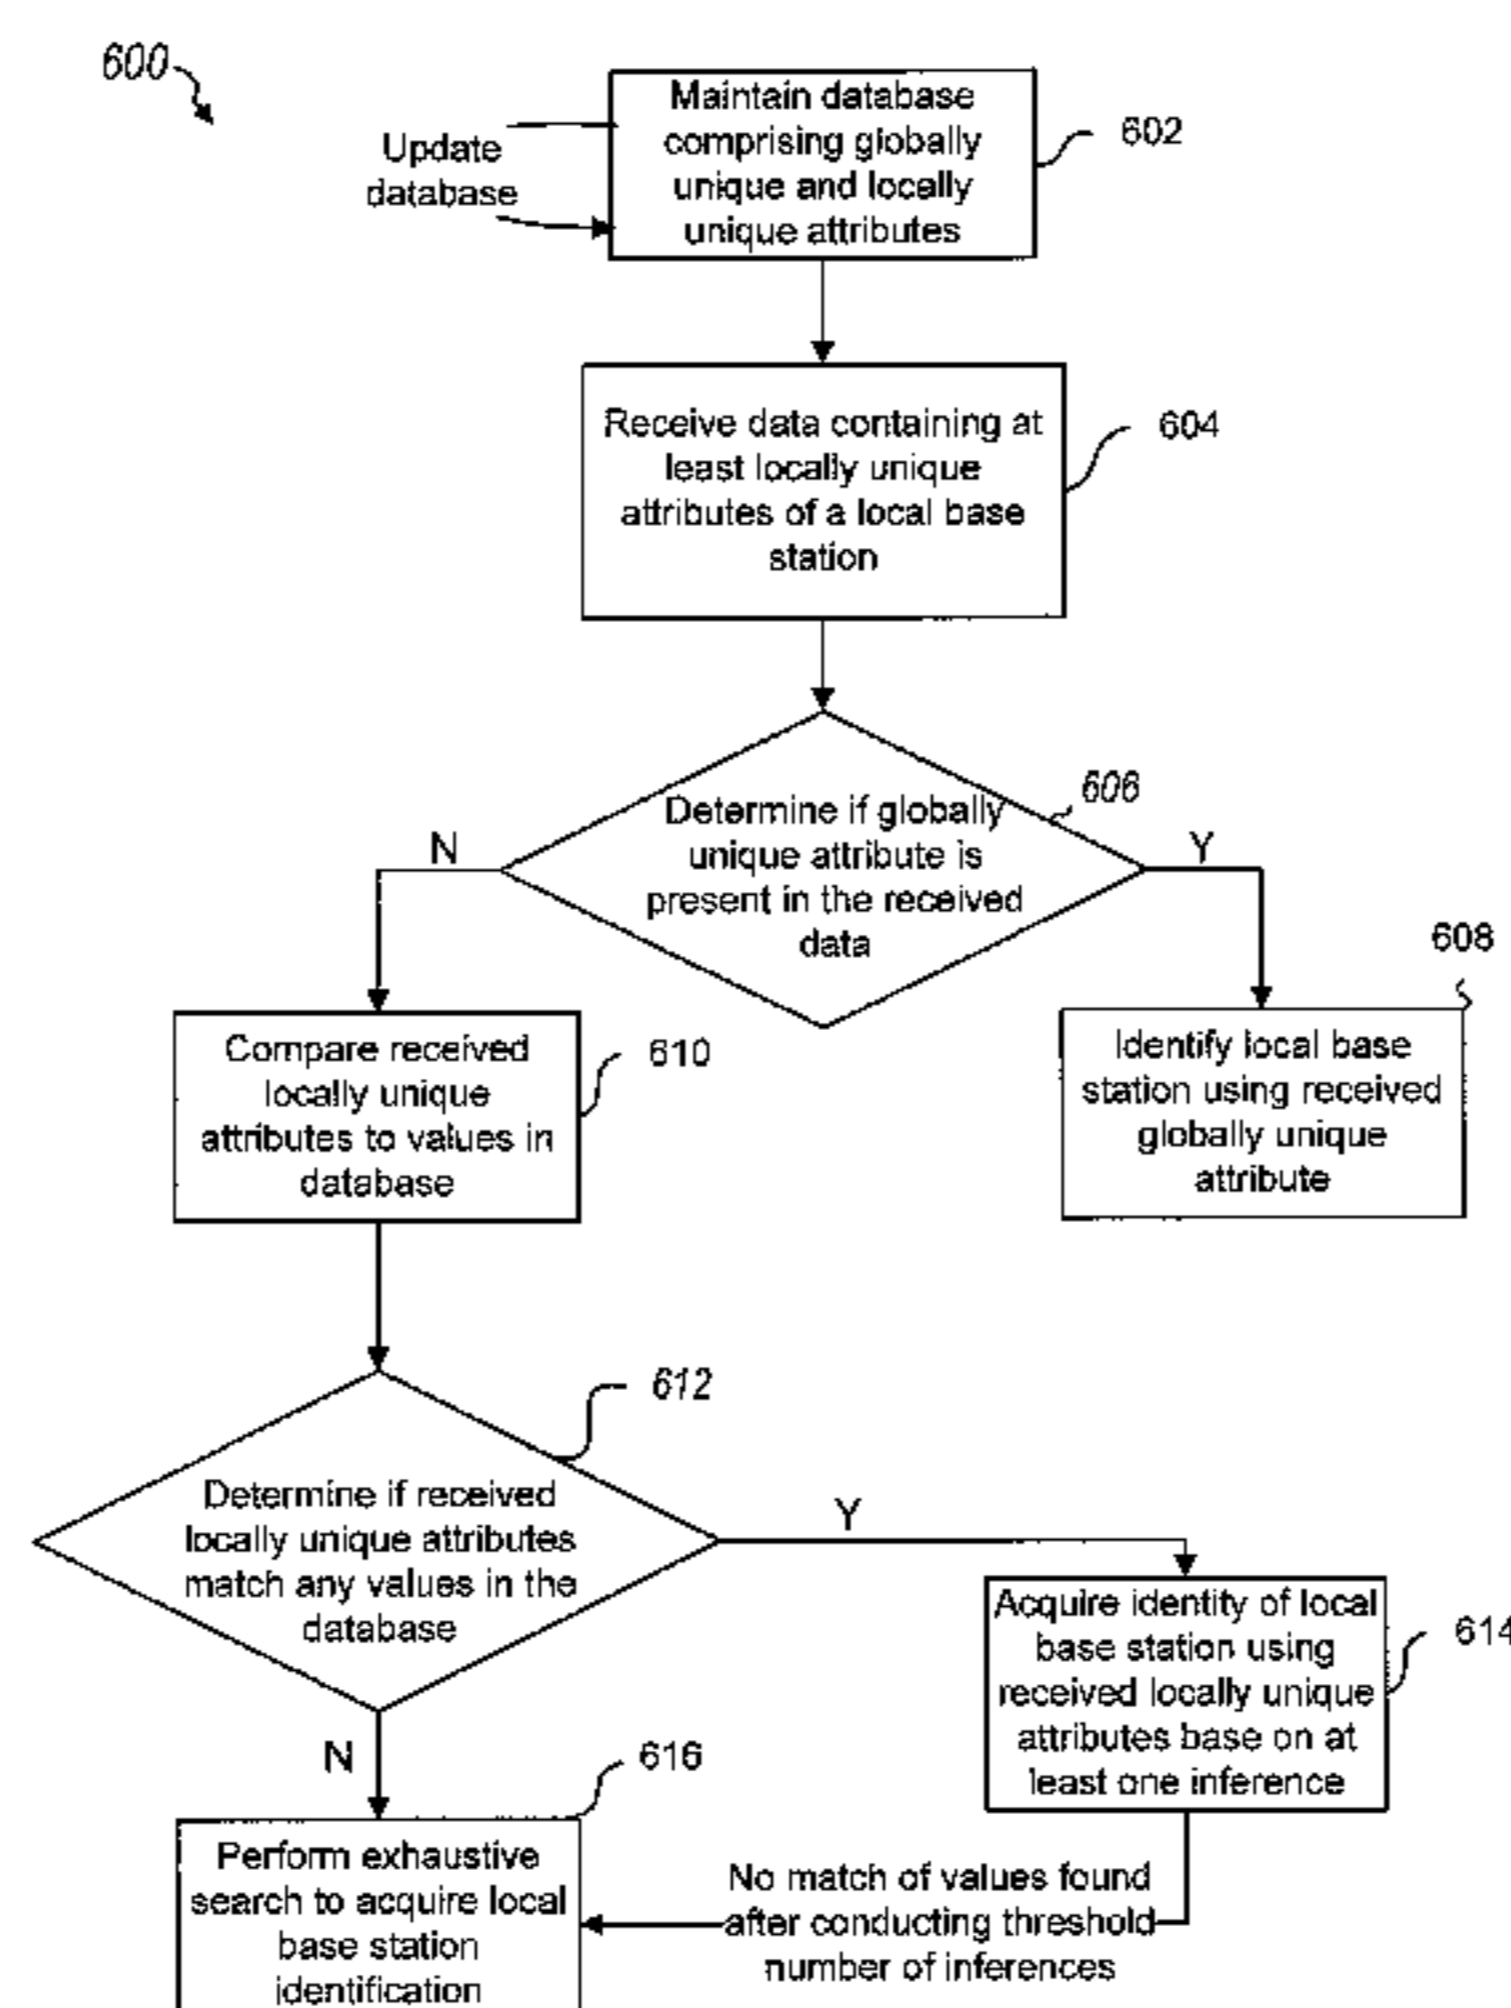 600
Update
database
Maintain database
comprising globally
unique and locally
unique attributes
602
Receive data containing at
least locally unique
attributes of a local base
station
604
Determine if globally
unique attribute is
present in the received
data
606
N
Y
608
Compare received
locally unique
attributes to values in
database
610
Identify local base
station using received
globally unique
attribute
612
Determine if received
locally unique attributes
match any values in the
database
Y
Acquire identity of local
base station using
received locally unique
attributes base on at
least one inference
614
N
616
Perform exhaustive
search to acquire local
base station
identification
No match of values found
after conducting threshold
number of inferences